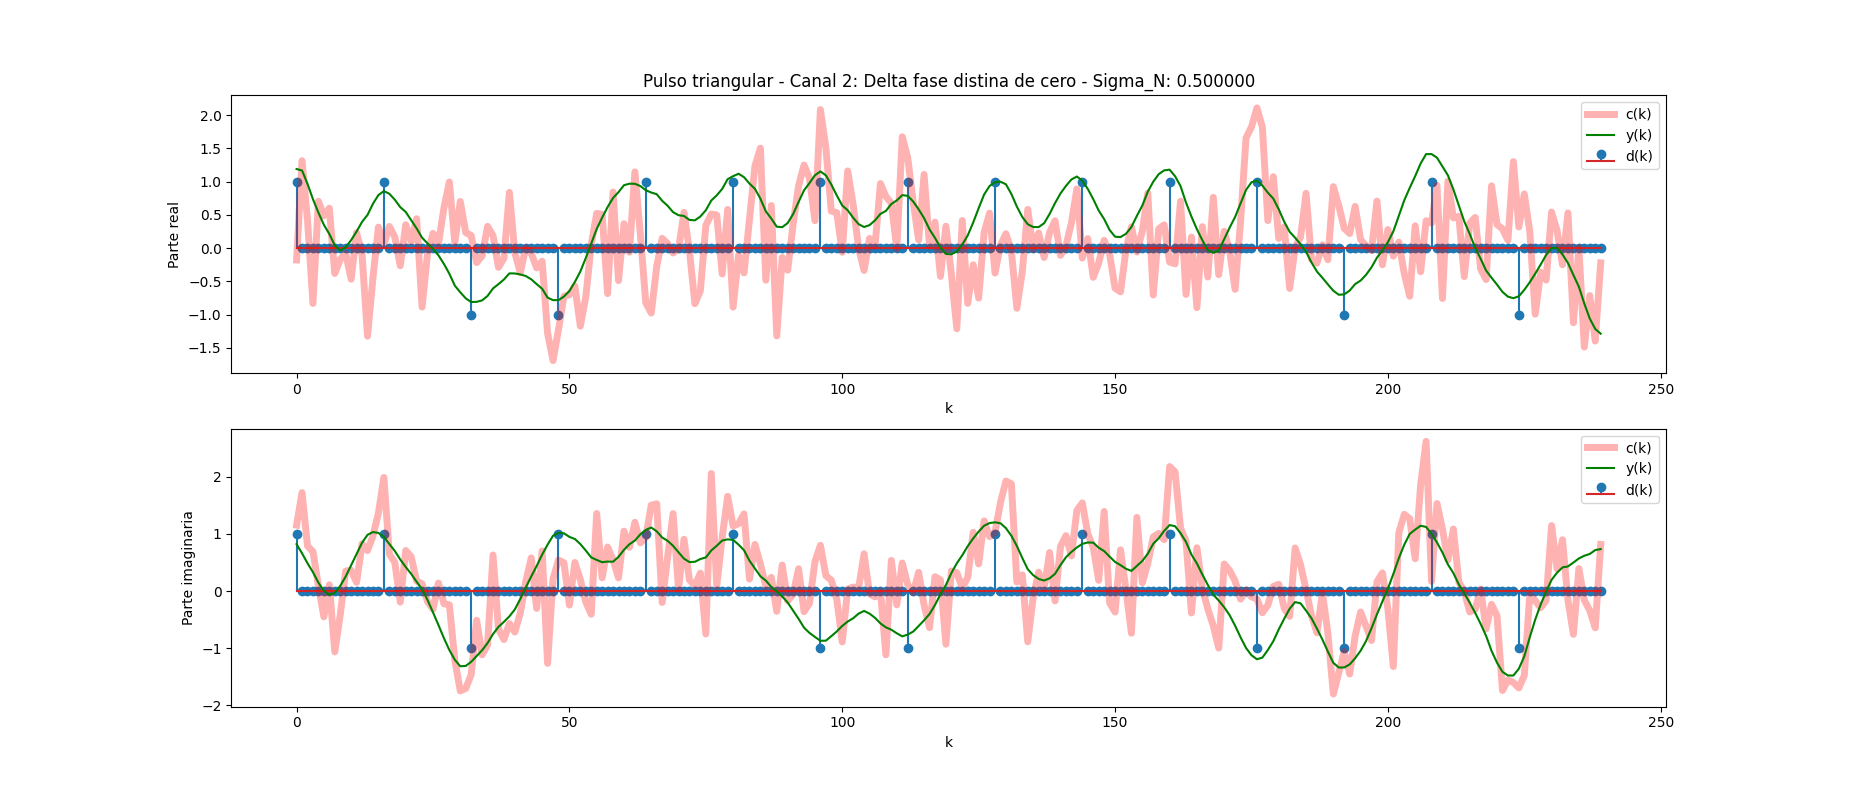 Pulso triangular - Canal 2: Delta fase distina de cero - Sigma_N: 0.500000
Parte real
2.0
1.5
1.0
0.5
0.0
−0.5
−1.0
−1.5
c(k)
y(k)
d(k)
0
50
100
150
200
250
k
Parte imaginaria
2
1
0
−1
−2
c(k)
y(k)
d(k)
0
50
100
150
200
250
k